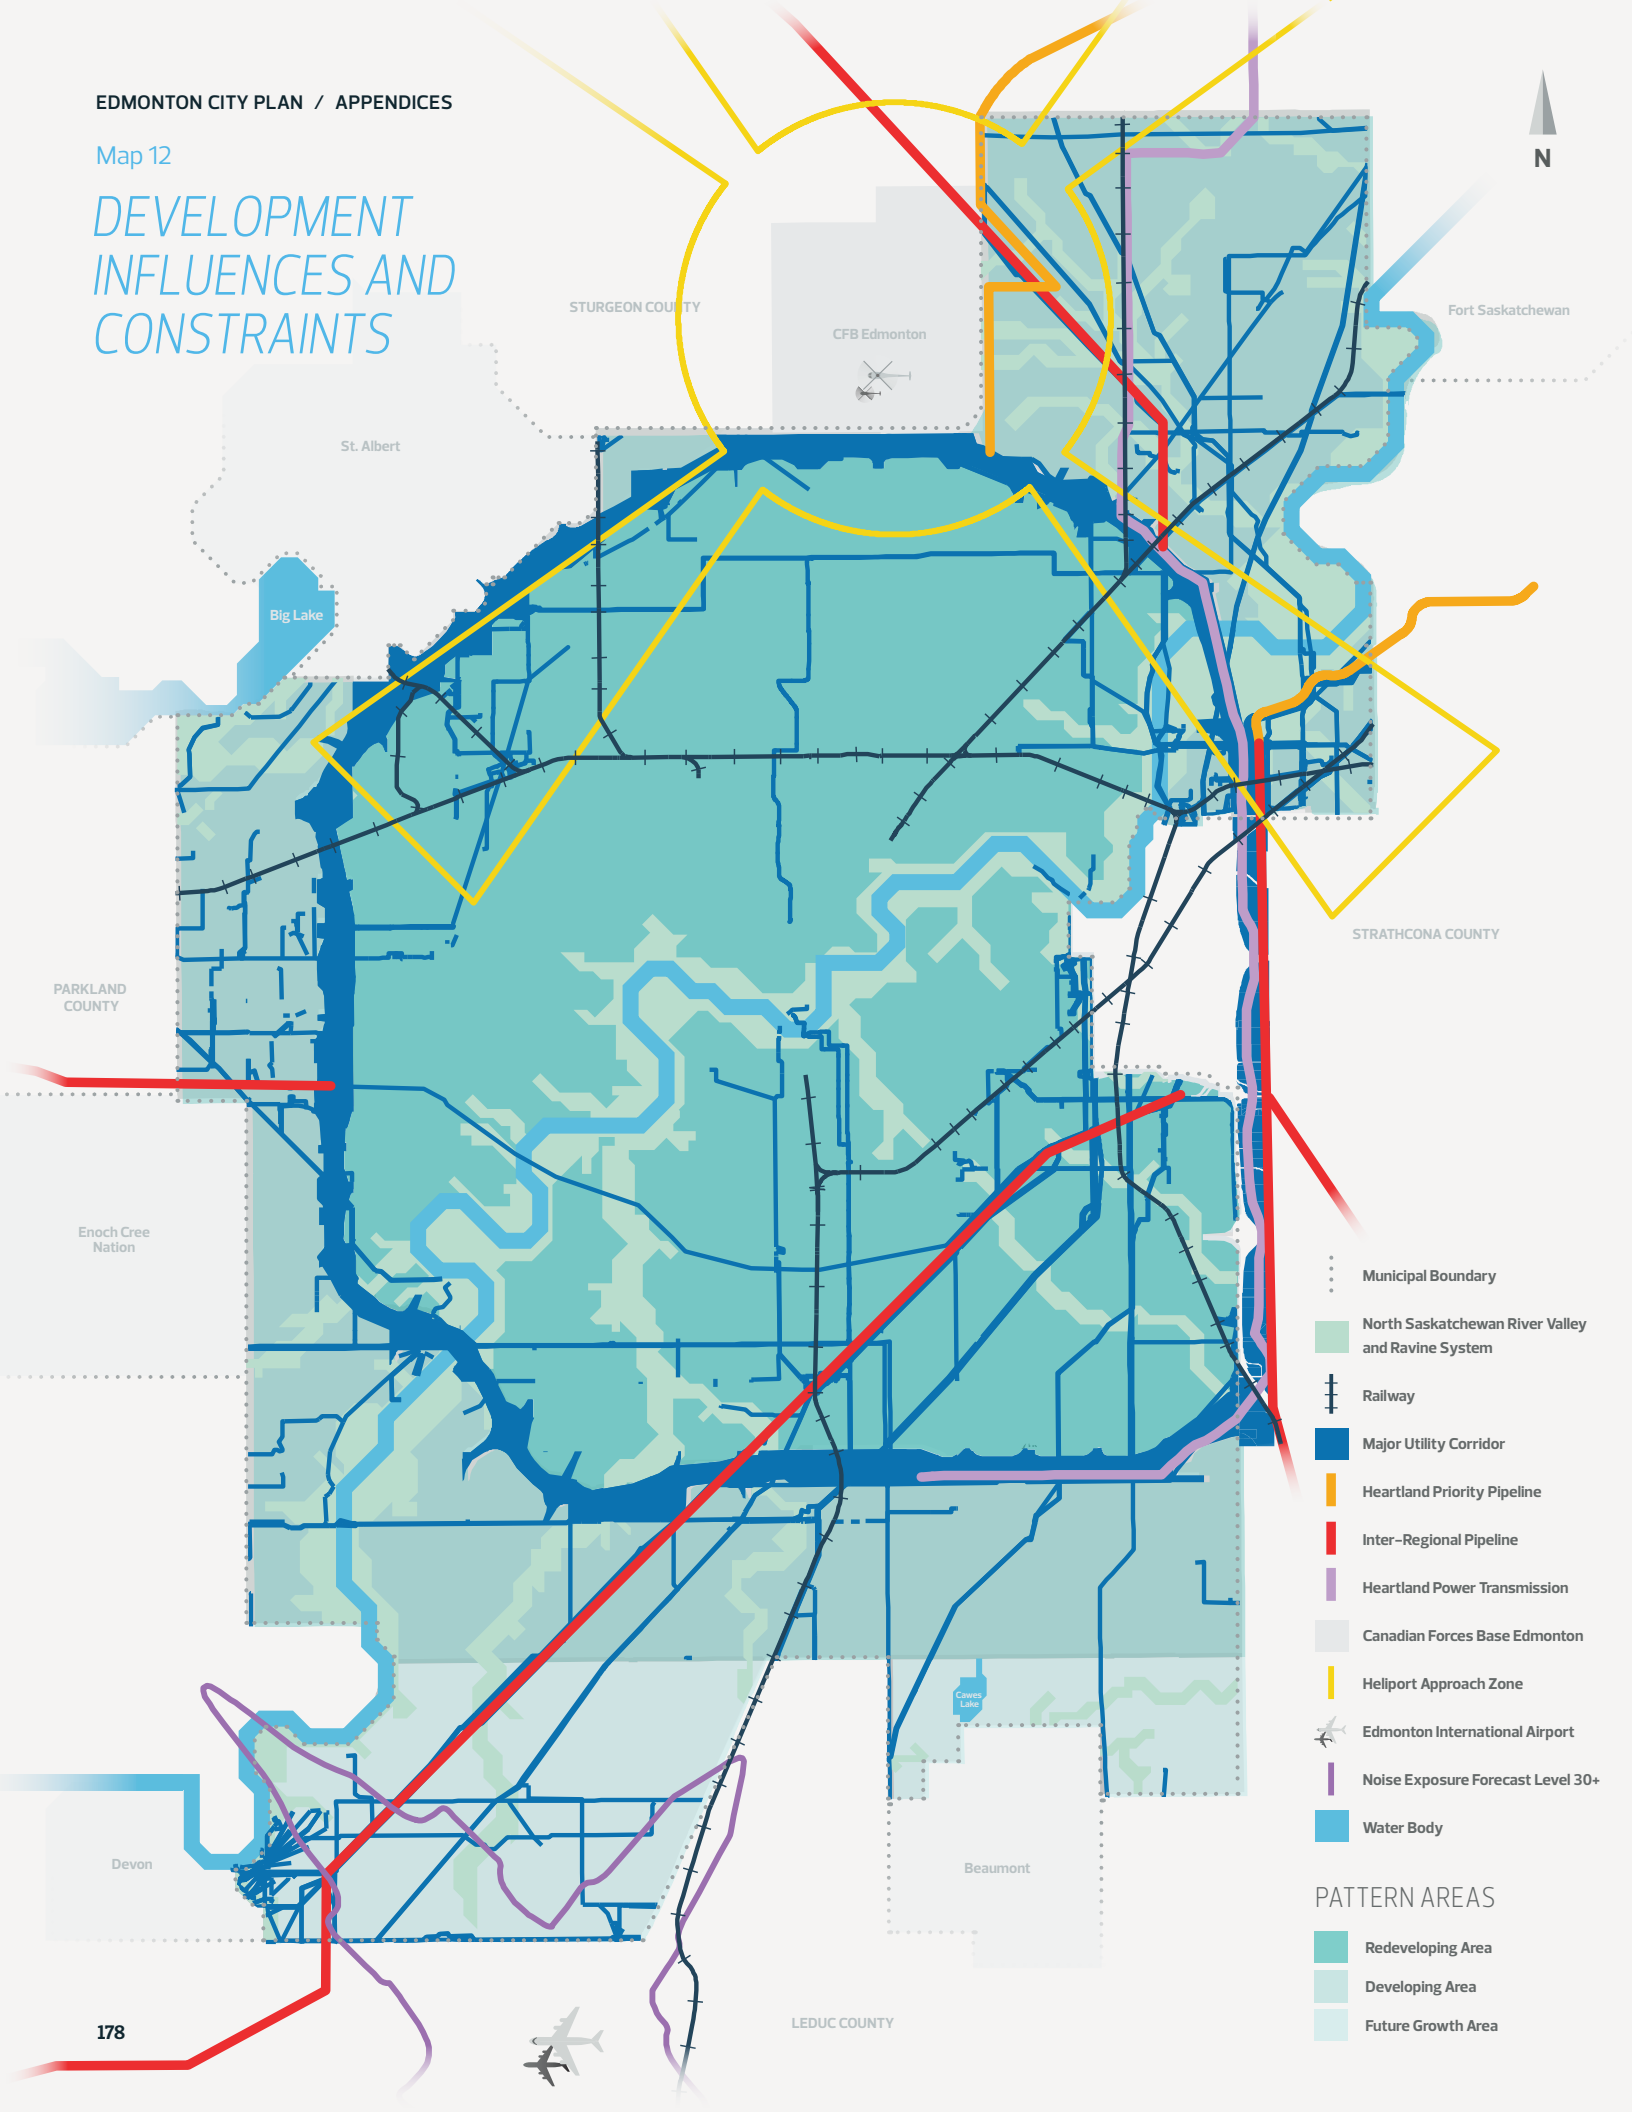 EDMONTON CITY PLAN / APPENDICES
Map 12
DEVELOPMENT
INFLUENCES AND
CONSTRAINTS
N
STURGEON COUNTY
CFB Edmonton
Fort Saskatchewan
St. Albert
Big Lake
STRATHCONA COUNTY
PARKLAND
COUNTY
Enoch Cree
Nation
Municipal Boundary
North Saskatchewan River Valley
and Ravine System
Railway
Major Utility Corridor
Heartland Priority Pipeline
Inter-Regional Pipeline
Heartland Power Transmission
Canadian Forces Base Edmonton
Heliport Approach Zone
Edmonton International Airport
Noise Exposure Forecast Level 30+
Water Body
Cawes
Lake
Devon
Beaumont
PATTERN AREAS
Redeveloping Area
Developing Area
Future Growth Area
LEDUC COUNTY
178